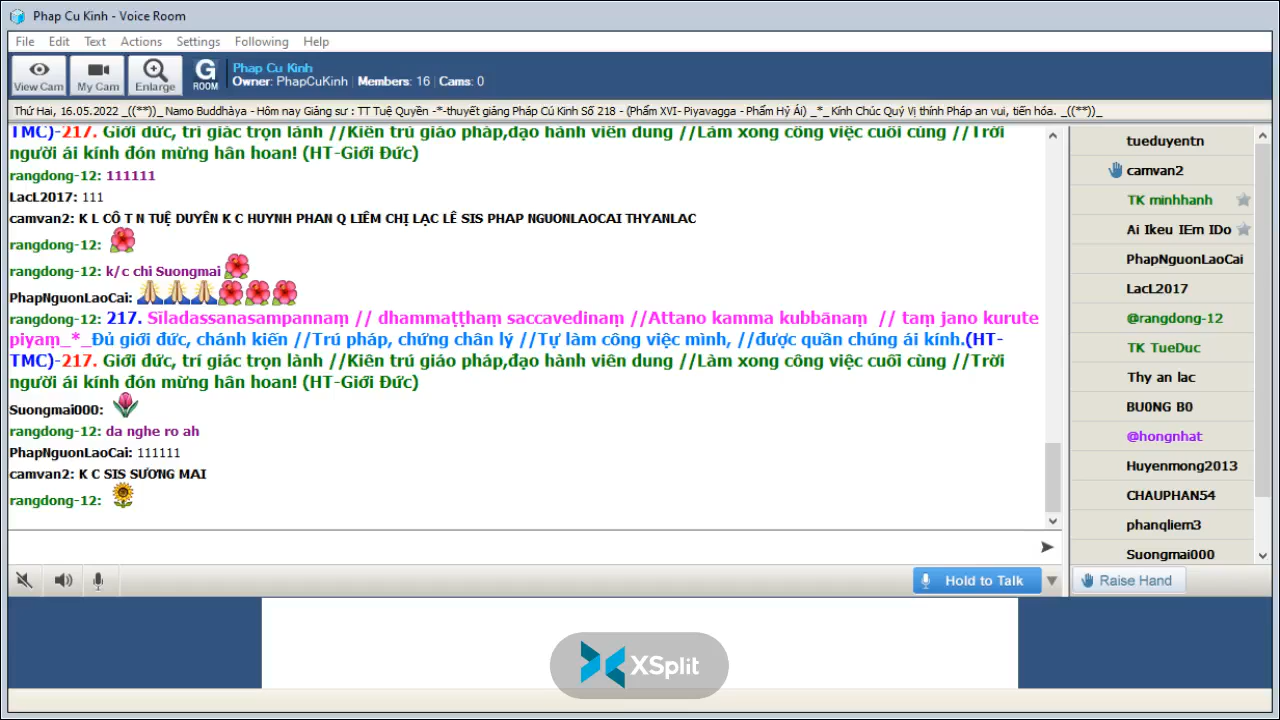 Phap Cu Kinh - Voice Room
File Edit Text Actions Settings Following Help
View Cam My Cam Enlarge G ROOM
Phap Cu Kinh
Owner: PhapCuKinh | Members: 16 | Cams: 0
Thứ Hai, 16.05.2022 _((**))_ Namo Buddhàya - Hôm nay Giảng sư : TT Tuệ Quyền -*-thuyết giảng Pháp Cú Kinh Số 218 - (Phẩm XVI- Piyavagga - Phẩm Hỷ Ái) _*_ Kính Chúc Quý Vị thính Pháp an vui, tiến hóa. _((**))_
TMC)-217. Giới đức, trí giác trọn lành //Kiên trú giáo pháp,đạo hành viên dung //Làm xong công việc cuối cùng //Trời
người ái kính đón mừng hân hoan! (HT-Giới Đức)
rangdong-12: 111111
LacL2017: 111
camvan2: K L CÔ T N TUỆ DUYÊN K C HUYNH PHAN Q LIÊM CHỊ LẠC LÊ SIS PHAP NGUONLAOCAI THYANLAC
rangdong-12:
rangdong-12: k/c chi Suongmai
PhapNguonLaoCai:
rangdong-12: 217. Sīladassanasampannaṃ // dhammaṭṭhaṃ saccavedinaṃ //Attano kamma kubbānaṃ // taṃ jano kurute
piyaṃ_*_Đủ giới đức, chánh kiến //Trú pháp, chứng chân lý //Tự làm công việc mình, //được quần chúng ái kính.(HT-
TMC)-217. Giới đức, trí giác trọn lành //Kiên trú giáo pháp,đạo hành viên dung //Làm xong công việc cuối cùng //Trời
người ái kính đón mừng hân hoan! (HT-Giới Đức)
Suongmai000:
rangdong-12: da nghe ro ah
PhapNguonLaoCai: 111111
camvan2: K C SIS SƯƠNG MAI
rangdong-12:
tueduyentn
camvan2
TK minhhanh
Ai Ikeu IEm IDo
PhapNguonLaoCai
LacL2017
@rangdong-12
TK TueDuc
Thy an lac
BU0NG B0
@hongnhat
Huyenmong2013
CHAUPHAN54
phanqliem3
Suongmai000
Hold to Talk
Raise Hand
XSplit